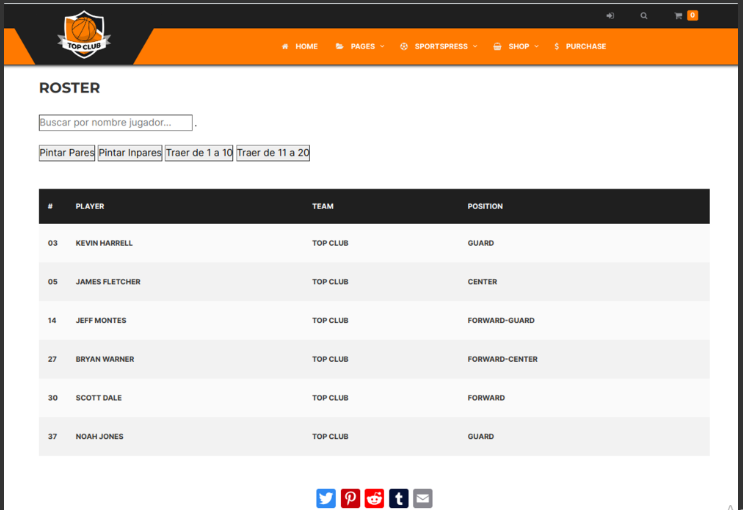 0
TOP CLUB
HOME PAGES SPORTSPRESS SHOP $ PURCHASE
ROSTER
Buscar por nombre jugador... .
Pintar Pares Pintar Inpares Traer de 1 a 10 Traer de 11 a 20
# PLAYER TEAM POSITION
03 KEVIN HARRELL TOP CLUB GUARD
05 JAMES FLETCHER TOP CLUB CENTER
14 JEFF MONTES TOP CLUB FORWARD-GUARD
27 BRYAN WARNER TOP CLUB FORWARD-CENTER
30 SCOTT DALE TOP CLUB FORWARD
37 NOAH JONES TOP CLUB GUARD